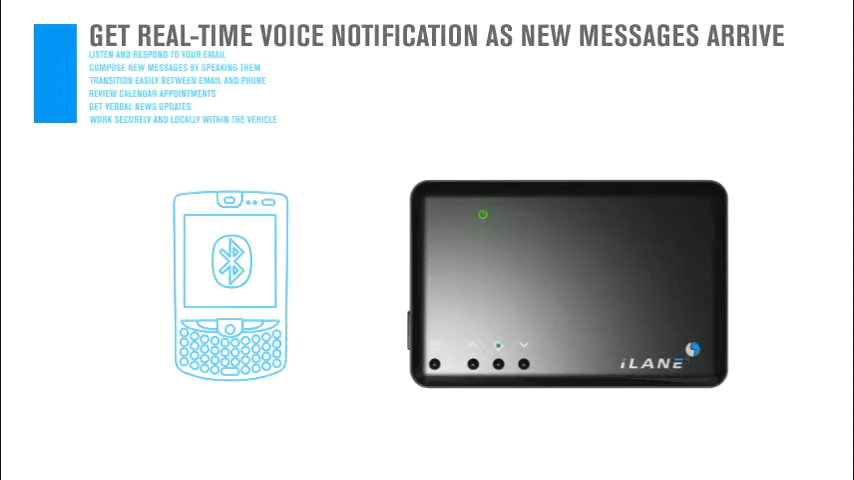 GET REAL-TIME VOICE NOTIFICATION AS NEW MESSAGES ARRIVE
LISTEN AND RESPOND TO YOUR EMAIL
COMPOSE NEW MESSAGES BY SPEAKING THEM
TRANSITION EASILY BETWEEN EMAIL AND PHONE
REVIEW CALENDAR APPOINTMENTS
GET VERBAL NEWS UPDATES
WORK SECURELY AND LOCALLY WITHIN THE VEHICLE
iLANE